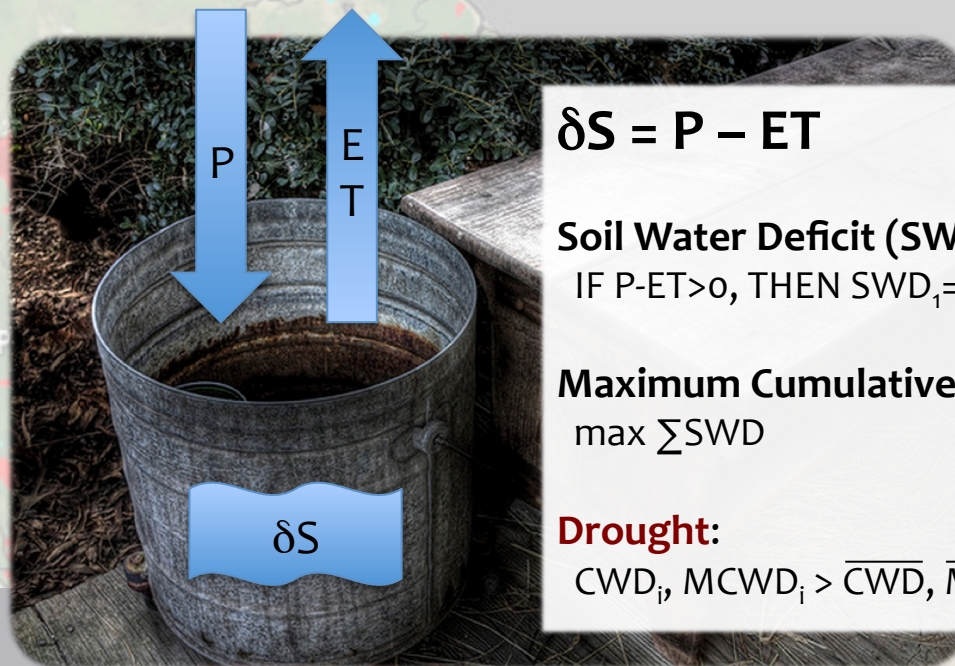 P
E
T
δS
δS = P – ET
Soil Water Deficit (SW
IF P-ET>0, THEN SWD₁=
Maximum Cumulative
max ∑SWD
Drought:
CWDᵢ, MCWDᵢ > C̅W̅D̅,